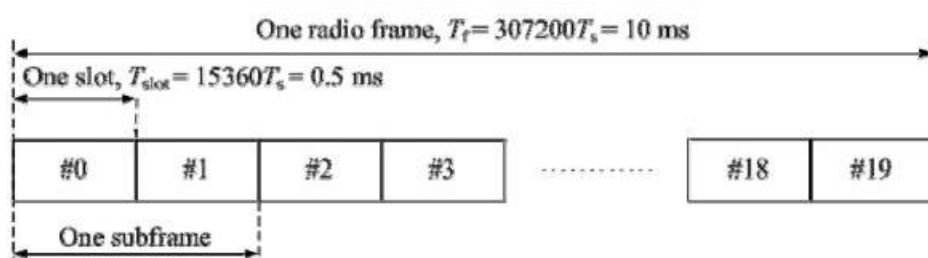 One radio frame, T_f = 307200T_s = 10 ms
One slot, T_slot = 15360T_s = 0.5 ms
#0 #1 #2 #3 ............ #18 #19
One subframe